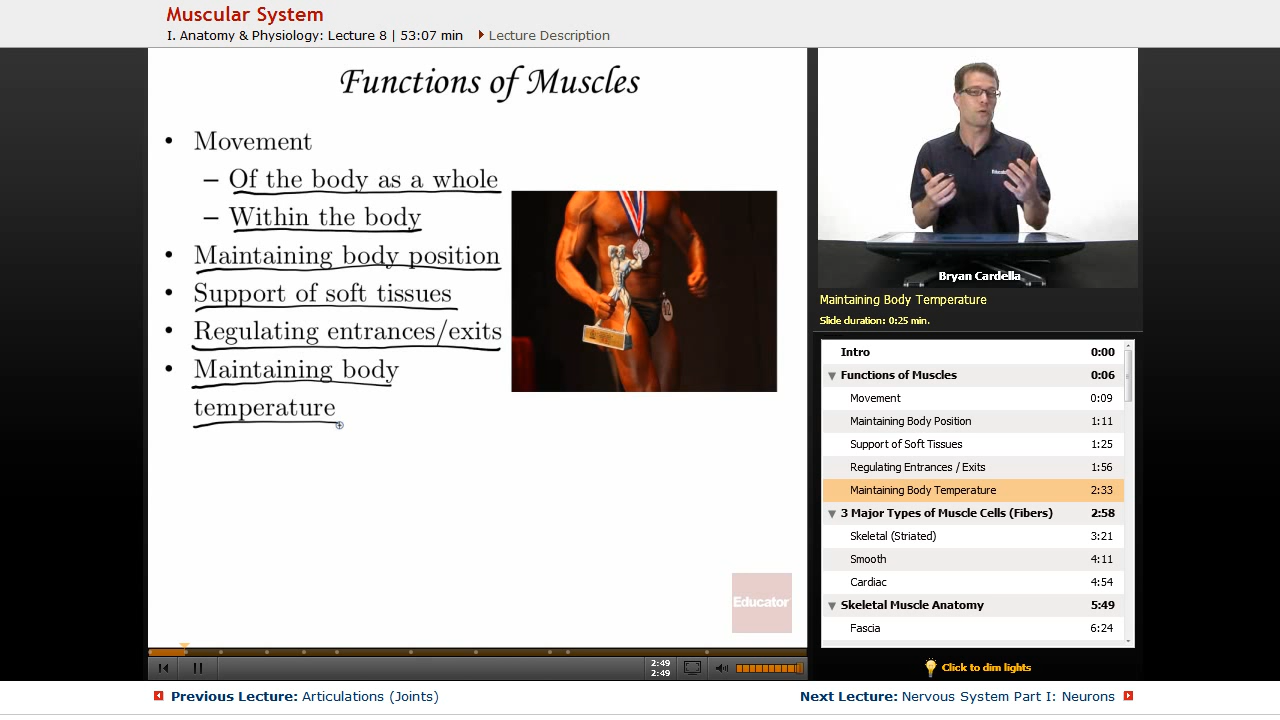 Muscular System
I. Anatomy & Physiology: Lecture 8 | 53:07 min Lecture Description
Functions of Muscles
• Movement
– Of the body as a whole
– Within the body
• Maintaining body position
• Support of soft tissues
• Regulating entrances/exits
• Maintaining body
temperature
Educator
Bryan Cardella
Maintaining Body Temperature
Slide duration: 0:25 min.
Intro 0:00
Functions of Muscles 0:06
Movement 0:09
Maintaining Body Position 1:11
Support of Soft Tissues 1:25
Regulating Entrances / Exits 1:56
Maintaining Body Temperature 2:33
3 Major Types of Muscle Cells (Fibers) 2:58
Skeletal (Striated) 3:21
Smooth 4:11
Cardiac 4:54
Skeletal Muscle Anatomy 5:49
Fascia 6:24
2:49
2:49
Click to dim lights
Previous Lecture: Articulations (Joints)
Next Lecture: Nervous System Part I: Neurons